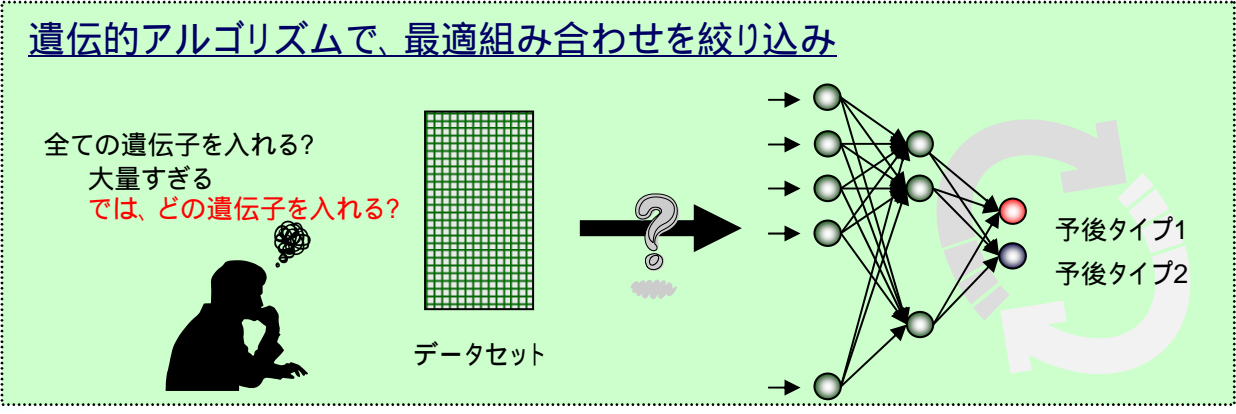 遺伝的アルゴリズムで、最適組み合わせを絞り込み
全ての遺伝子を入れる?
大量すぎる
では、どの遺伝子を入れる?
データセット
?
予後タイプ1
予後タイプ2